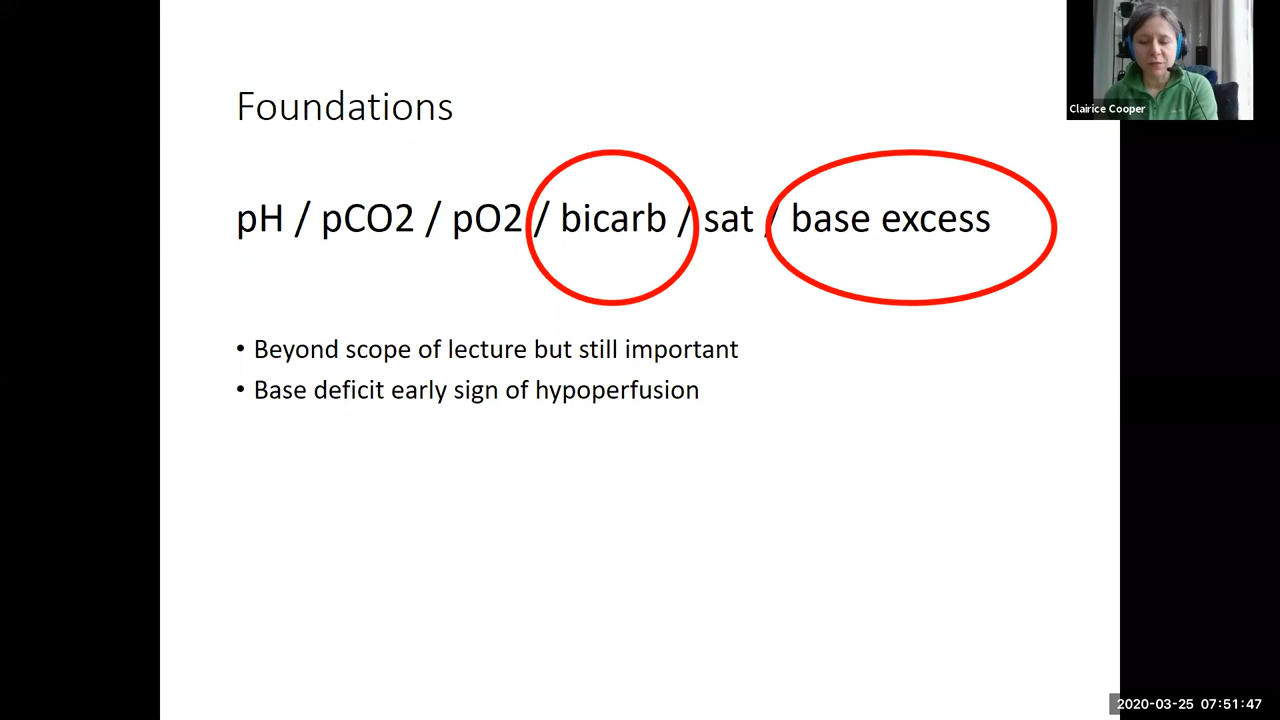 Clairice Cooper
Foundations
pH / pCO2 / pO2 / bicarb / sat / base excess
• Beyond scope of lecture but still important
• Base deficit early sign of hypoperfusion
2020-03-25 07:51:47